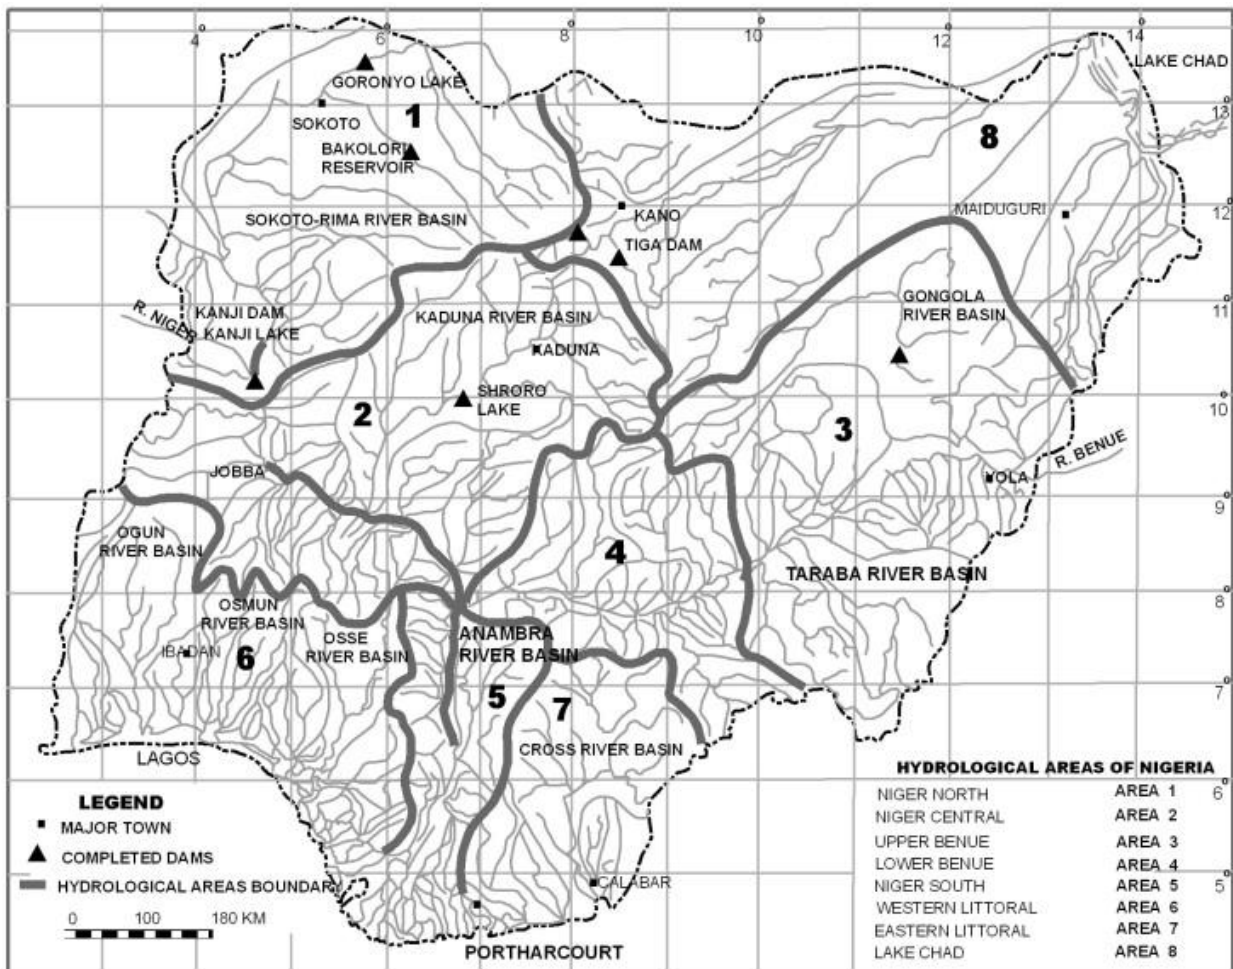 4° 6° 8° 10 12° 14°
LAKE CHAD
GORONYO LAKE
1
13°
SOKOTO
8
BAKOLORI
RESERVOIR
MAIDUGURI
12°
SOKOTO-RIMA RIVER BASIN
KANO
TIGA DAM
R. NIGER
KANJI DAM
KANJI LAKE
KADUNA RIVER BASIN
GONGOLA
RIVER BASIN
11°
KADUNA
SHRORO
LAKE
10°
2
3
R. BENUE
JOBBA
YOLA
9°
OGUN
RIVER BASIN
4
TARABA RIVER BASIN
8°
OSMUN
RIVER BASIN
OSSE
RIVER BASIN
ANAMBRA
RIVER BASIN
IBADAN
6
5
7
7°
CROSS RIVER BASIN
LAGOS
6°
CALABAR
5°
PORTHARCOURT
LEGEND
MAJOR TOWN
COMPLETED DAMS
HYDROLOGICAL AREAS BOUNDARY
0 100 180 KM
HYDROLOGICAL AREAS OF NIGERIA
NIGER NORTH AREA 1
NIGER CENTRAL AREA 2
UPPER BENUE AREA 3
LOWER BENUE AREA 4
NIGER SOUTH AREA 5
WESTERN LITTORAL AREA 6
EASTERN LITTORAL AREA 7
LAKE CHAD AREA 8